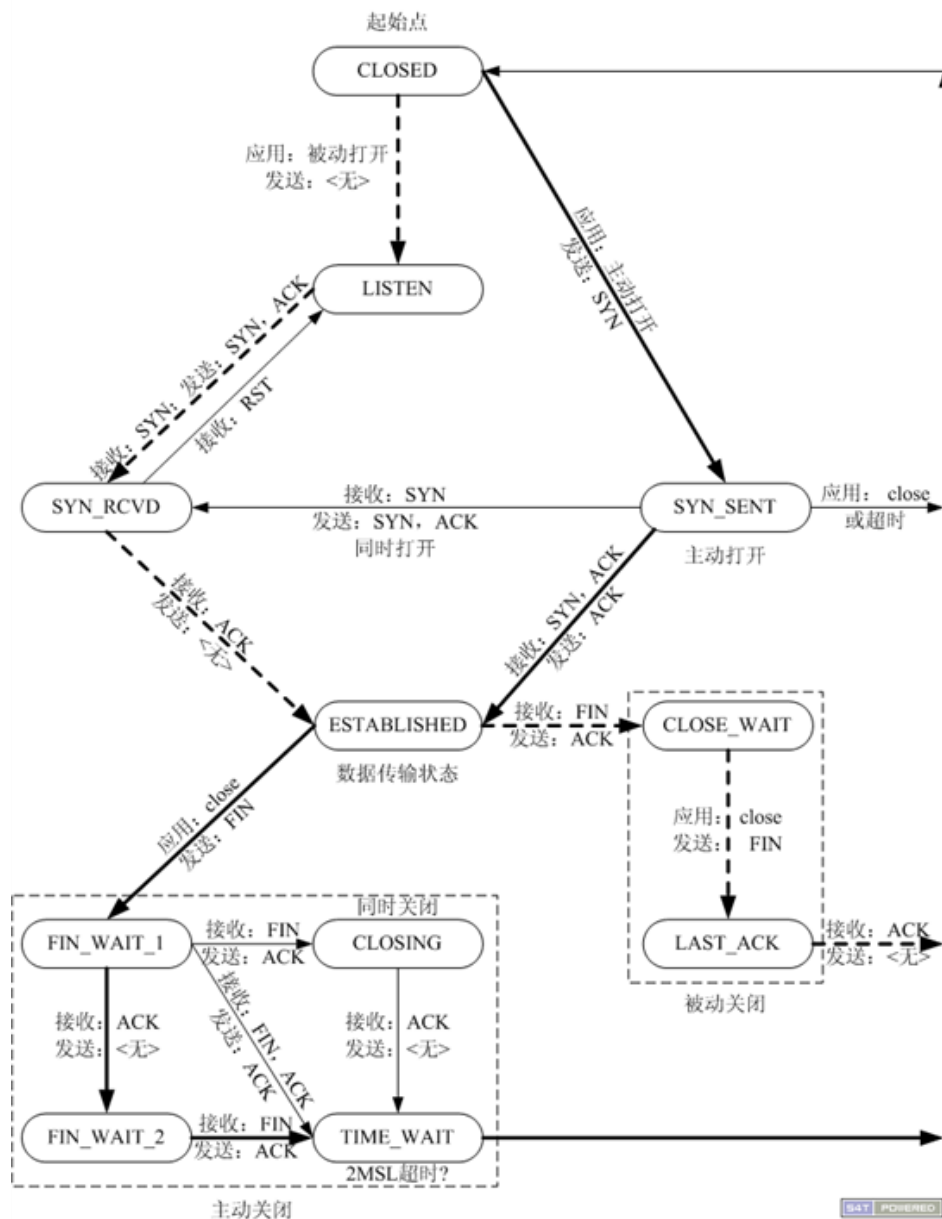 起始点
CLOSED
应用：被动打开
发送：<无>
应用：主动打开
发送：SYN
LISTEN
接收：SYN；发送：SYN，ACK
接收：RST
SYN_RCVD
接收：SYN
发送：SYN，ACK
同时打开
SYN_SENT
主动打开
应用：close
或超时
接收：ACK
发送：<无>
接收：SYN，ACK
发送：ACK
ESTABLISHED
数据传输状态
接收：FIN
发送：ACK
CLOSE_WAIT
应用：close
发送：FIN
应用：close
发送：FIN
LAST_ACK
接收：ACK
发送：<无>
被动关闭
同时关闭
FIN_WAIT_1
接收：FIN
发送：ACK
CLOSING
接收：ACK
发送：<无>
接收：FIN，ACK
发送：ACK
接收：ACK
发送：<无>
FIN_WAIT_2
接收：FIN
发送：ACK
TIME_WAIT
2MSL超时?
主动关闭
S4T POWERED